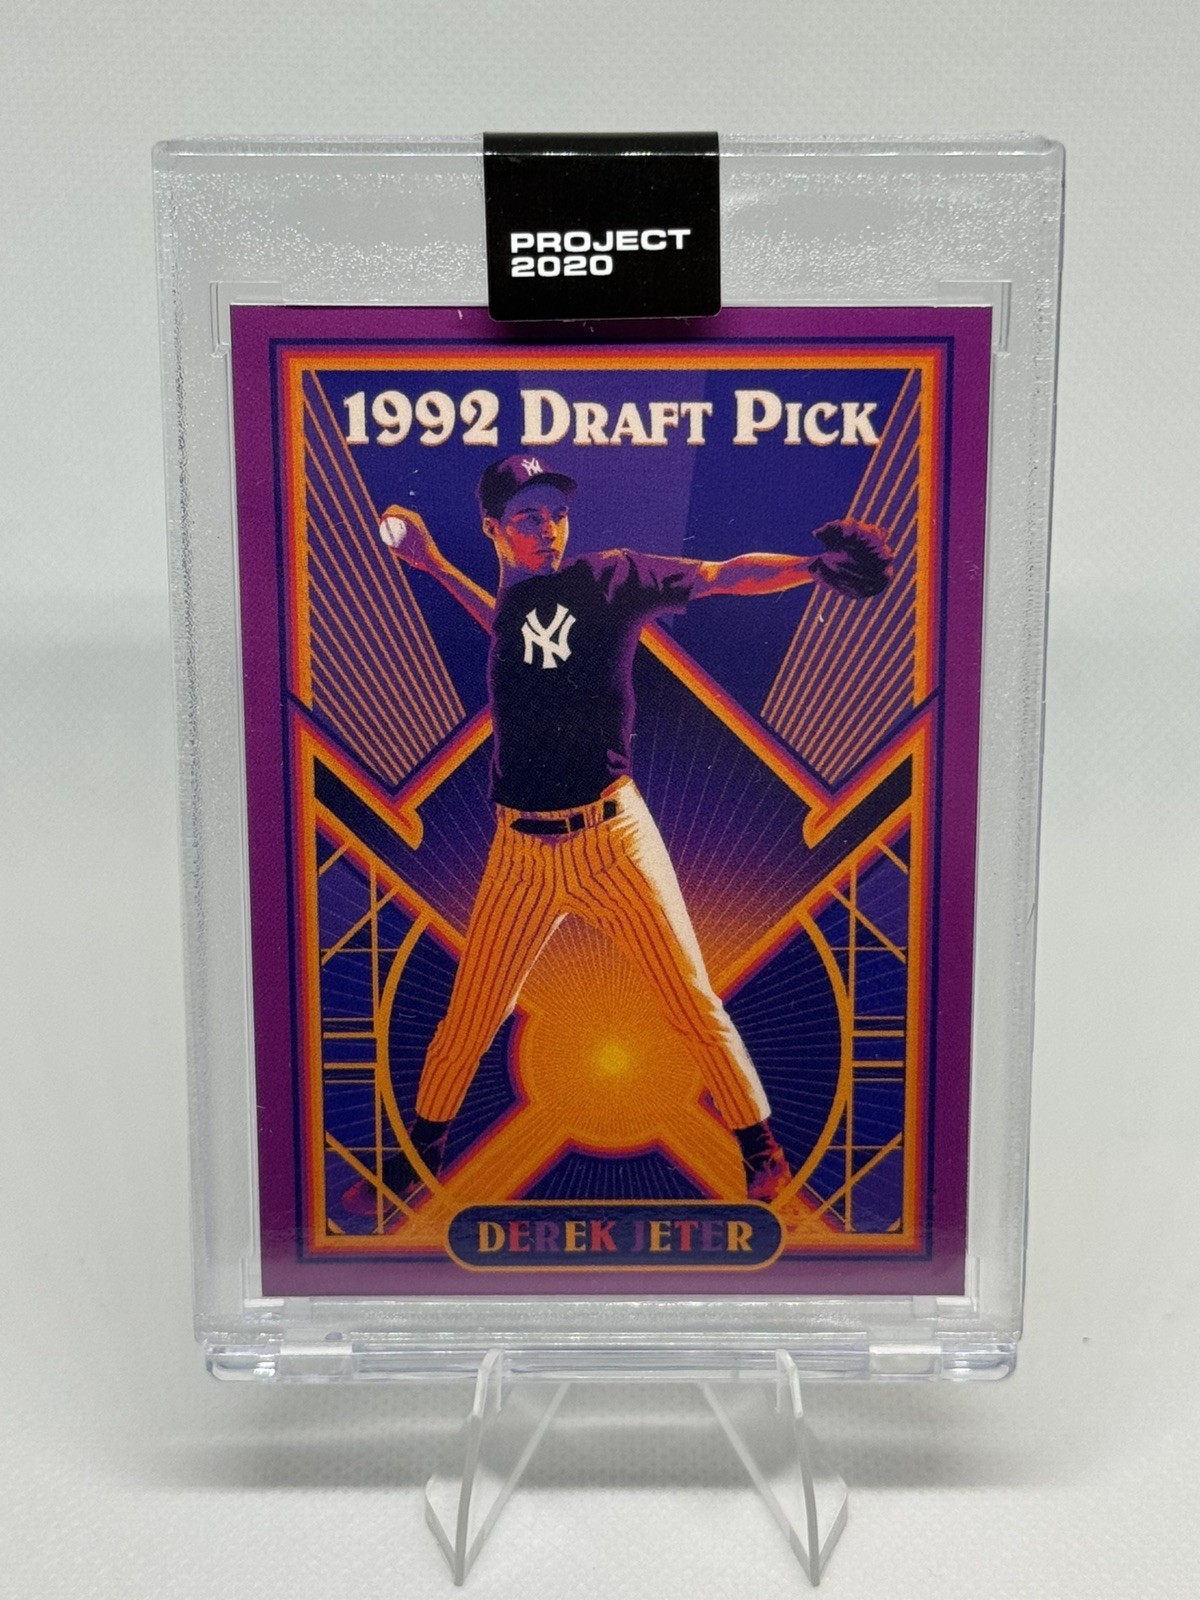 PROJECT
2020
1992 DRAFT PICK
NY
NY
DEREK JETER